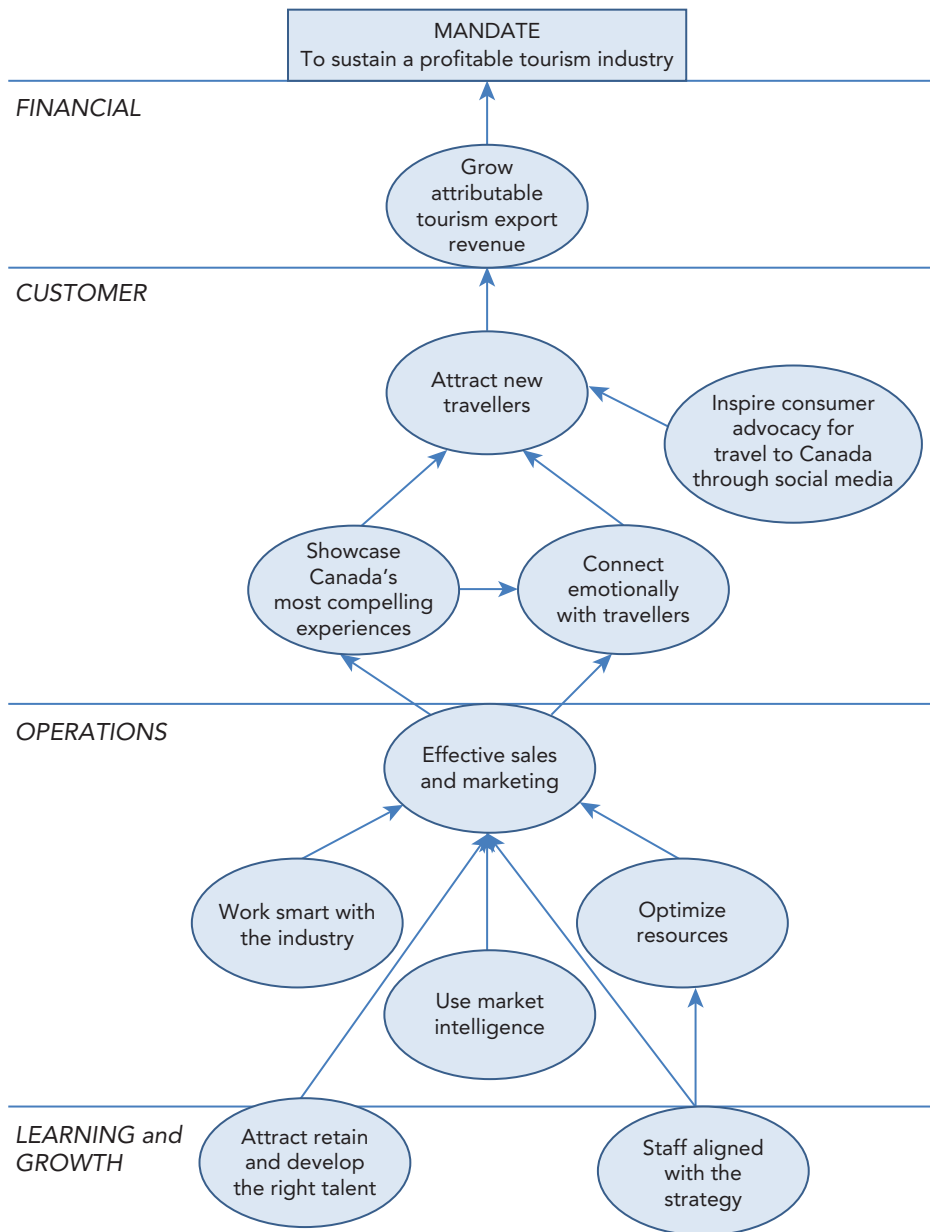 MANDATE
To sustain a profitable tourism industry
FINANCIAL
Grow
attributable
tourism export
revenue
CUSTOMER
Attract new
travellers
Inspire consumer
advocacy for
travel to Canada
through social media
Showcase
Canada's
most compelling
experiences
Connect
emotionally
with travellers
OPERATIONS
Effective sales
and marketing
Work smart with
the industry
Optimize
resources
Use market
intelligence
LEARNING and
GROWTH
Attract retain
and develop
the right talent
Staff aligned
with the
strategy